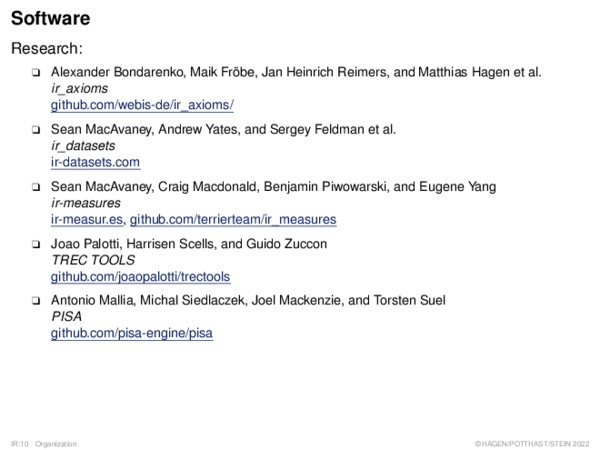 Software
Research:
❑ Alexander Bondarenko, Maik Fröbe, Jan Heinrich Reimers, and Matthias Hagen et al.
ir_axioms
github.com/webis-de/ir_axioms/
❑ Sean MacAvaney, Andrew Yates, and Sergey Feldman et al.
ir_datasets
ir-datasets.com
❑ Sean MacAvaney, Craig Macdonald, Benjamin Piwowarski, and Eugene Yang
ir-measures
ir-measur.es, github.com/terrierteam/ir_measures
❑ Joao Palotti, Harrisen Scells, and Guido Zuccon
TREC TOOLS
github.com/joaopalotti/trectools
❑ Antonio Mallia, Michal Siedlaczek, Joel Mackenzie, and Torsten Suel
PISA
github.com/pisa-engine/pisa
IR:10 Organization ©HAGEN/POTTHAST/STEIN 2022